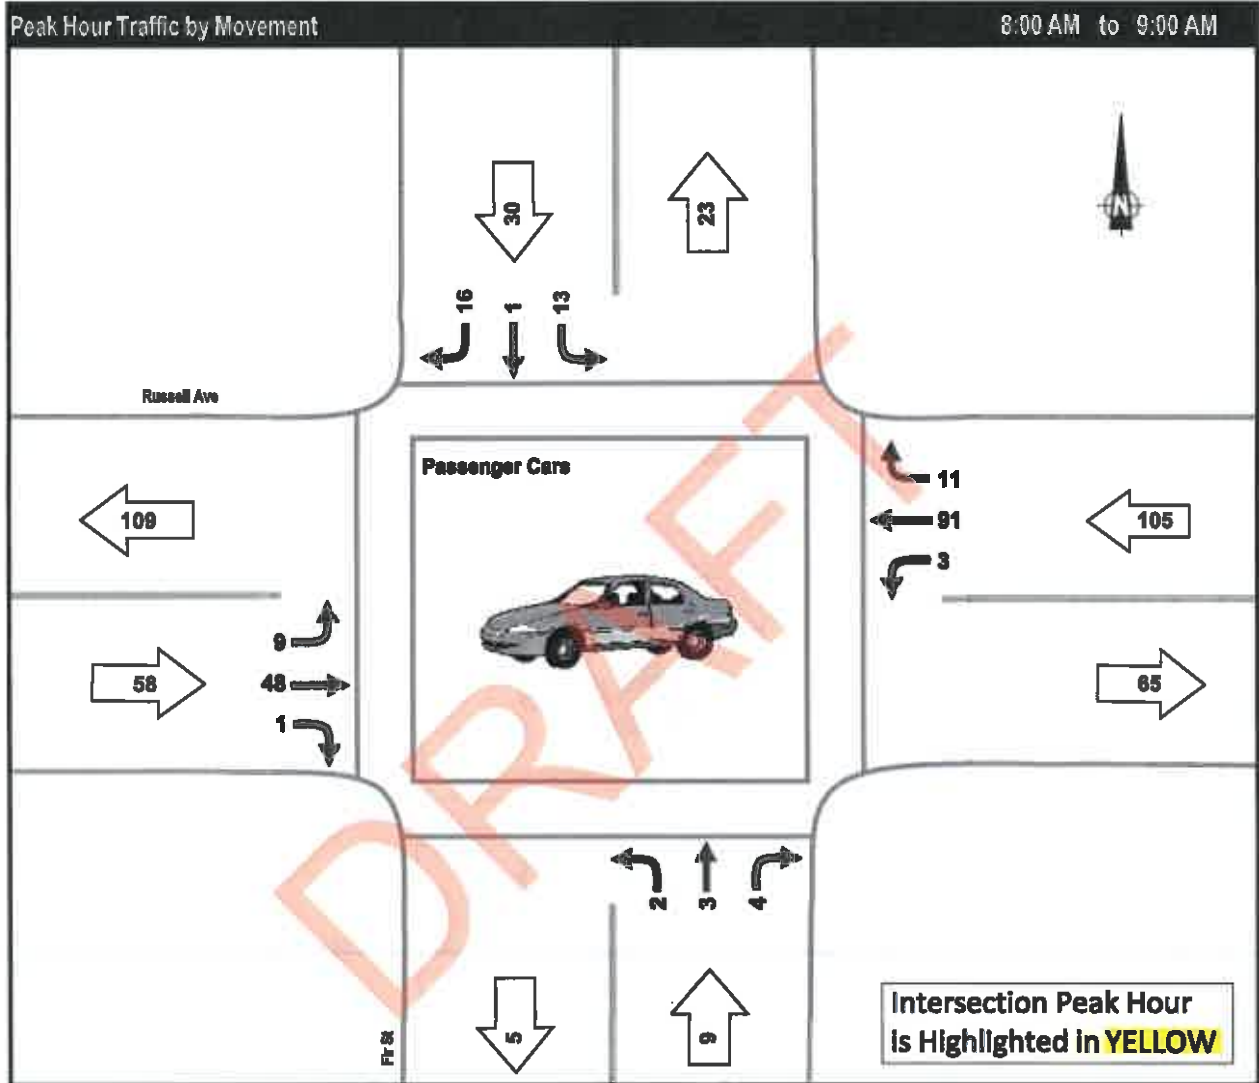 Peak Hour Traffic by Movement 8:00 AM to 9:00 AM
30
23
16 1 13
Russell Ave
N
Passenger Cars
11
109
91
105
3
9
58
48
65
1
DRAFT
2 3 4
Fir St
5
9
Intersection Peak Hour
is Highlighted in YELLOW